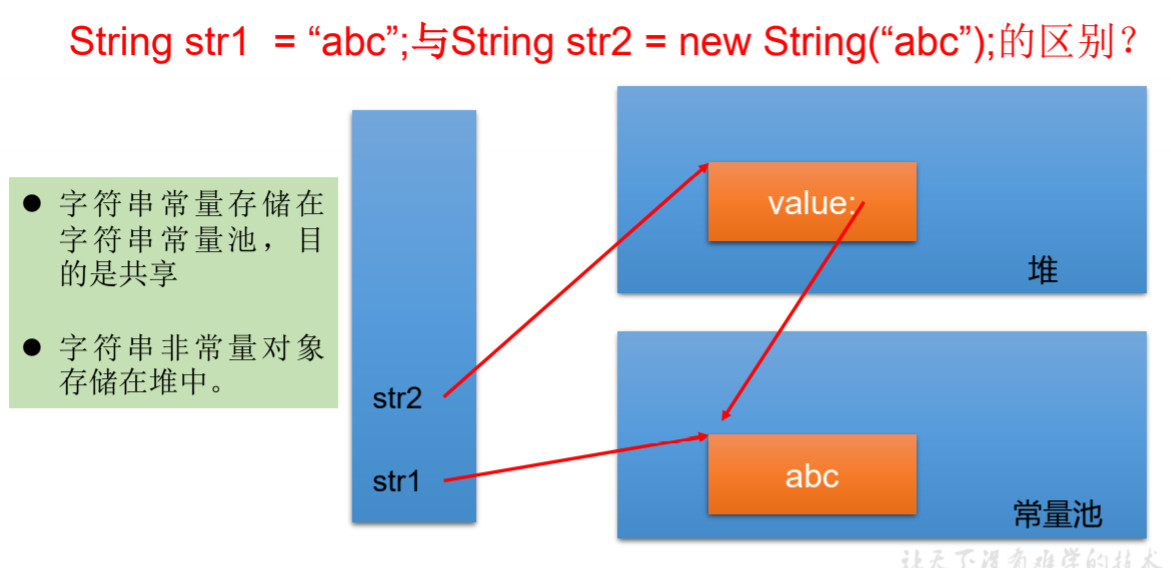 String str1 = “abc”;与String str2 = new String(“abc”);的区别？
● 字符串常量存储在
字符串常量池，目
的是共享
● 字符串非常量对象
存储在堆中。
str2
str1
value:
堆
abc
常量池
让天下没有难学的技术